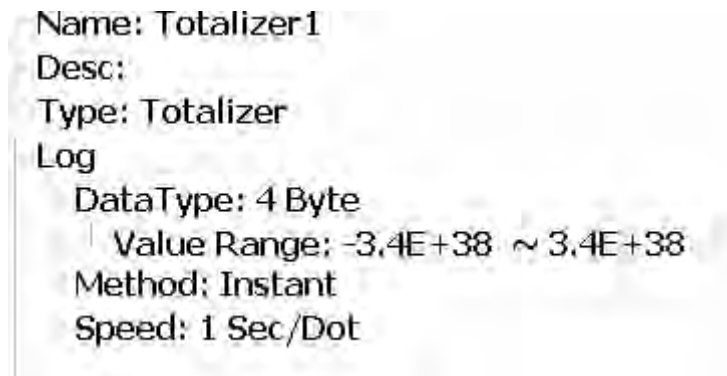 Name: Totalizer1
Desc:
Type: Totalizer
Log
DataType: 4 Byte
Value Range: -3.4E+38 ~ 3.4E+38
Method: Instant
Speed: 1 Sec/Dot